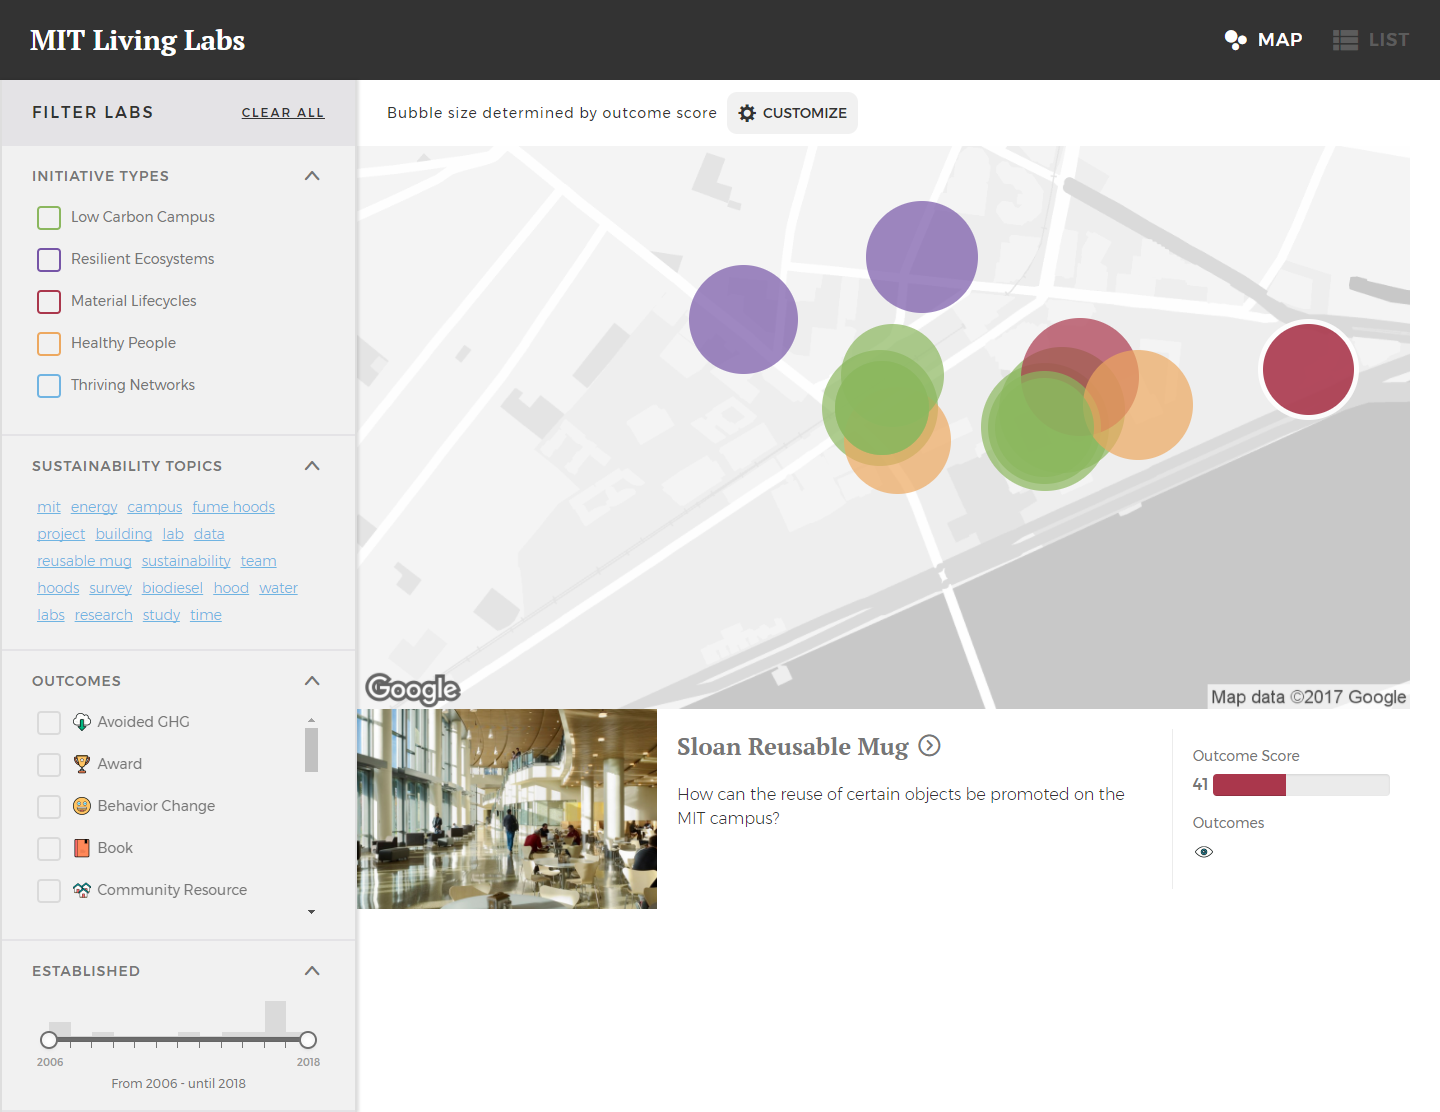 MIT Living Labs
MAP
LIST
FILTER LABS
CLEAR ALL
Bubble size determined by outcome score
CUSTOMIZE
INITIATIVE TYPES
Low Carbon Campus
Resilient Ecosystems
Material Lifecycles
Healthy People
Thriving Networks
SUSTAINABILITY TOPICS
mit energy campus fume hoods
project building lab data
reusable mug sustainability team
hoods survey biodiesel hood water
labs research study time
OUTCOMES
Avoided GHG
Award
Behavior Change
Book
Community Resource
ESTABLISHED
2006
2018
From 2006 - until 2018
Google
Map data ©2017 Google
Sloan Reusable Mug
How can the reuse of certain objects be promoted on the
MIT campus?
Outcome Score
41
Outcomes